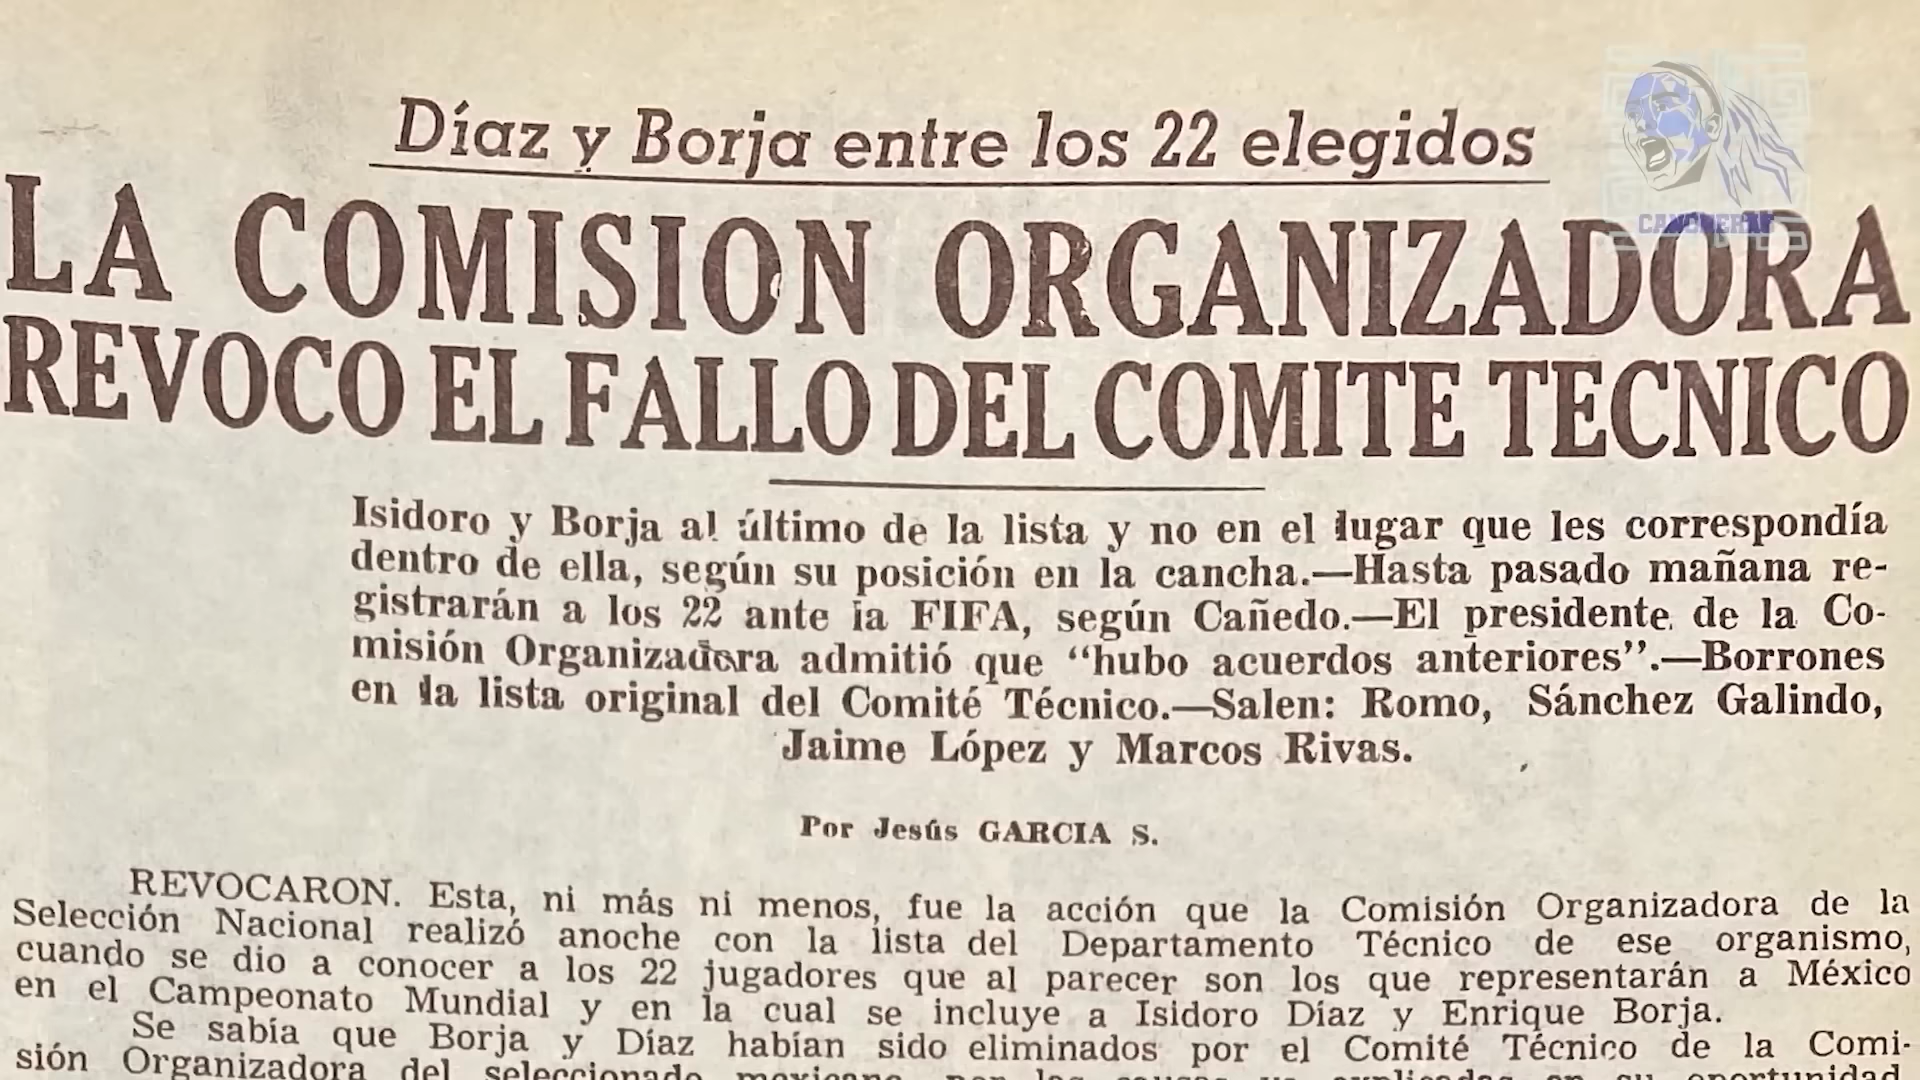 Díaz y Borja entre los 22 elegidos
LA COMISION ORGANIZADORA
REVOCO EL FALLO DEL COMITE TECNICO
Isidoro y Borja al último de la lista y no en el lugar que les correspondía
dentro de ella, según su posición en la cancha.—Hasta pasado mañana re-
gistrarán a los 22 ante la FIFA, según Cañedo.—El presidente de la Co-
misión Organizadora admitió que “hubo acuerdos anteriores”.—Borrones
en la lista original del Comité Técnico.—Salen: Romo, Sánchez Galindo,
Jaime López y Marcos Rivas.
Por Jesús GARCIA S.
REVOCARON. Esta, ni más ni menos, fue la acción que la Comisión Organizadora de la
Selección Nacional realizó anoche con la lista del Departamento Técnico de ese organismo,
cuando se dio a conocer a los 22 jugadores que al parecer son los que representarán a México
en el Campeonato Mundial y en la cual se incluye a Isidoro Díaz y Enrique Borja.
Se sabía que Borja y Díaz habían sido eliminados por el Comité Técnico de la Comi-
sión Organizadora del seleccionado